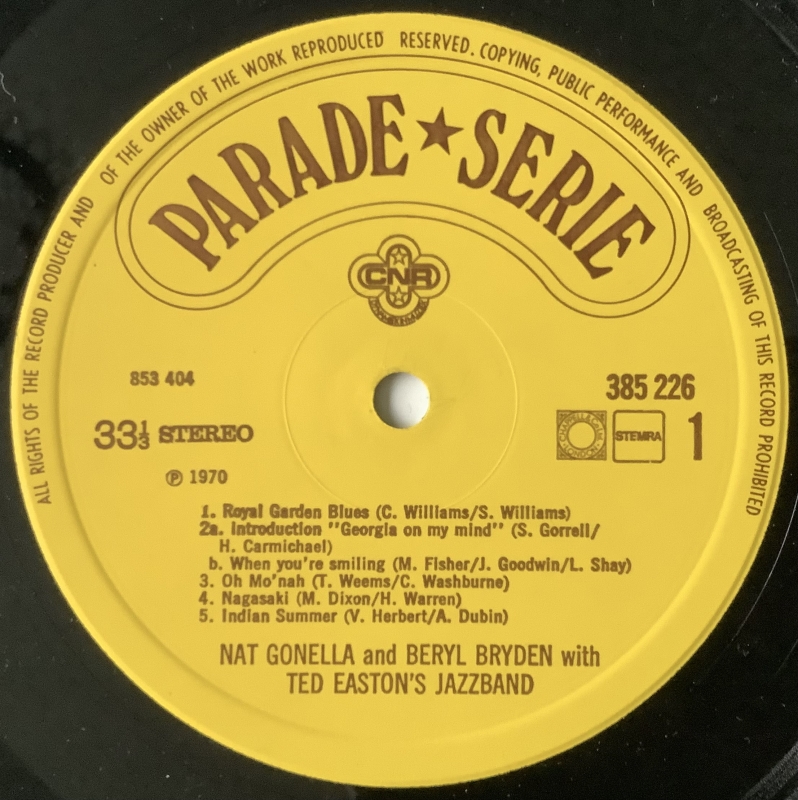 ALL RIGHTS OF THE RECORD PRODUCER AND OF THE OWNER OF THE WORK REPRODUCED RESERVED. COPYING, PUBLIC PERFORMANCE AND BROADCASTING OF THIS RECORD PROHIBITED
PARADE ★ SERIE
CNR
853 404
385 226
33⅓ STEREO
STEMRA
1
℗ 1970
1. Royal Garden Blues (C. Williams/S. Williams)
2a. Introduction "Georgia on my mind" (S. Gorrell/
H. Carmichael)
b. When you're smiling (M. Fisher/J. Goodwin/L. Shay)
3. Oh Mo'nah (T. Weems/C. Washburne)
4. Nagasaki (M. Dixon/H. Warren)
5. Indian Summer (V. Herbert/A. Dubin)
NAT GONELLA and BERYL BRYDEN with
TED EASTON'S JAZZBAND